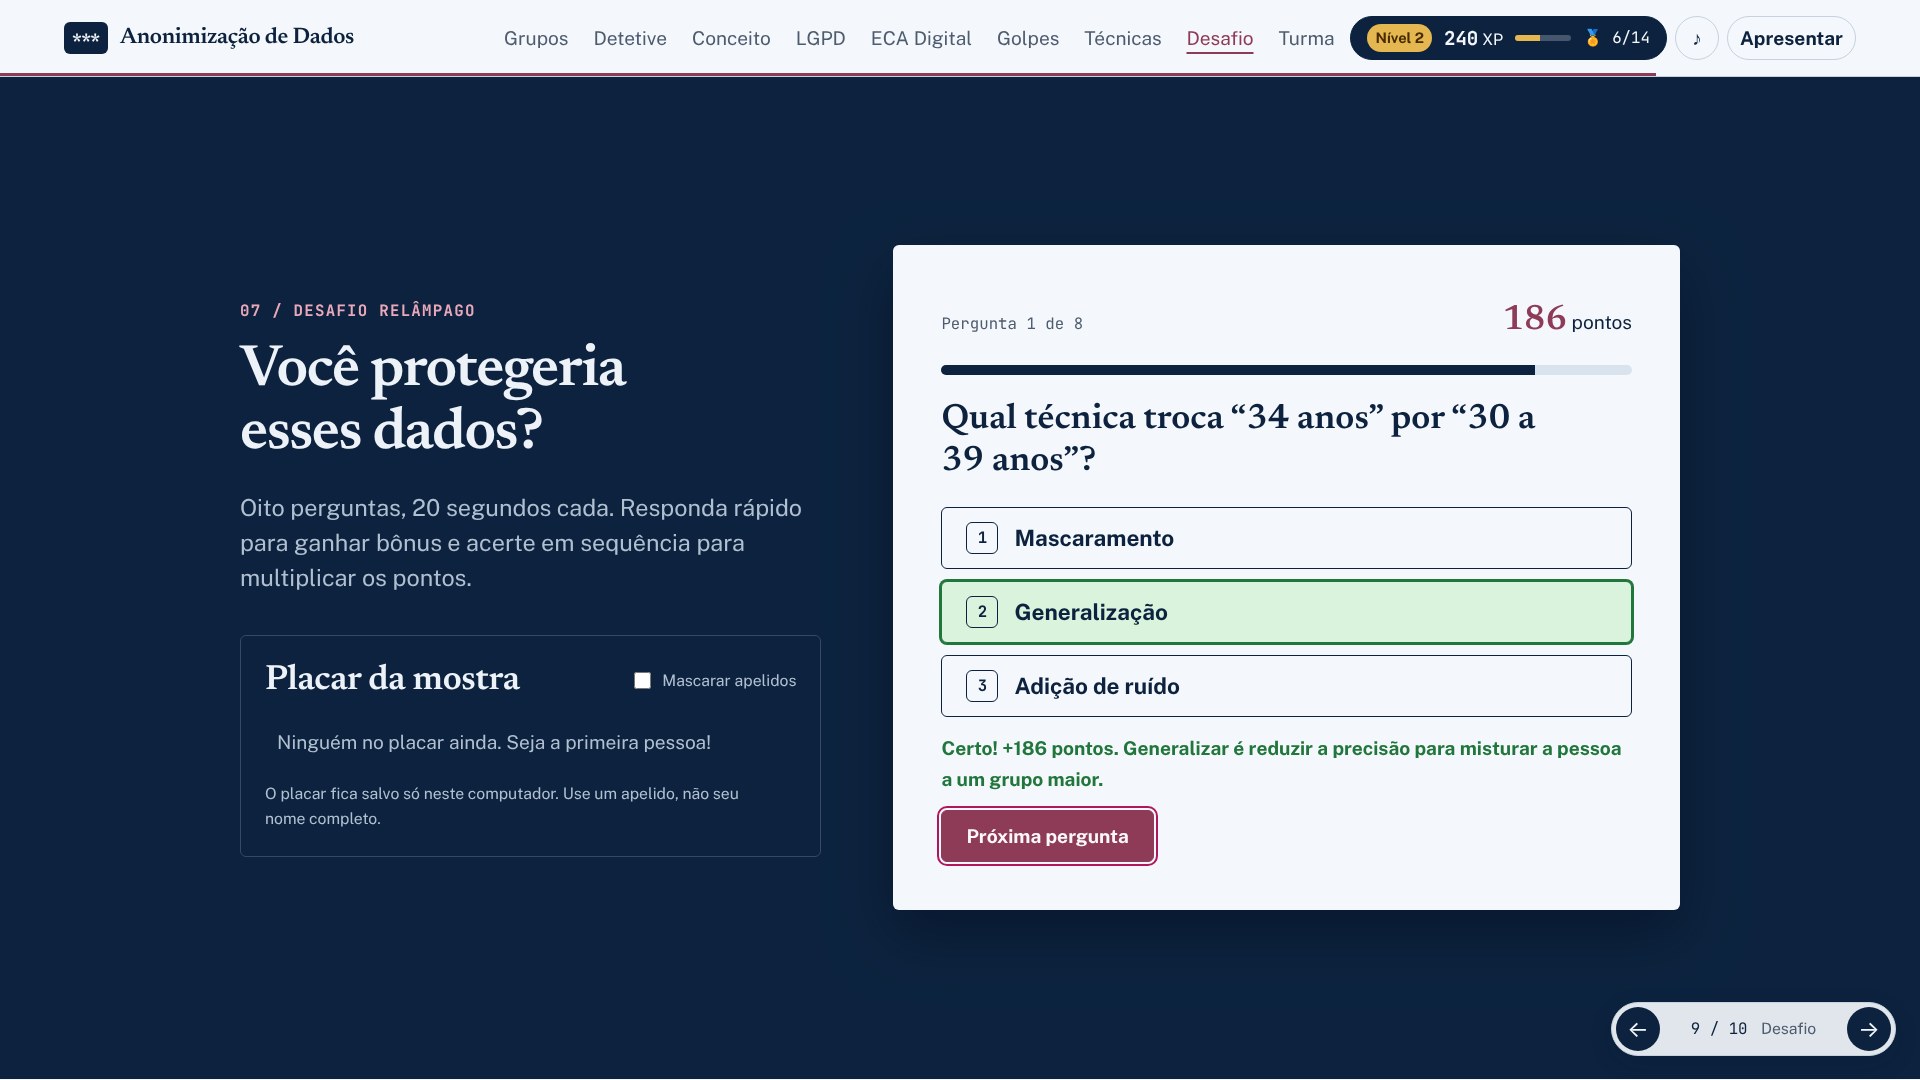 *** Anonimização de Dados
Grupos Detetive Conceito LGPD ECA Digital Golpes Técnicas Desafio Turma
Nível 2 240 XP 6/14
♪
Apresentar
07 / DESAFIO RELÂMPAGO
Você protegeria
esses dados?
Oito perguntas, 20 segundos cada. Responda rápido
para ganhar bônus e acerte em sequência para
multiplicar os pontos.
Placar da mostra
Mascarar apelidos
Ninguém no placar ainda. Seja a primeira pessoa!
O placar fica salvo só neste computador. Use um apelido, não seu
nome completo.
Pergunta 1 de 8
186 pontos
Qual técnica troca “34 anos” por “30 a
39 anos”?
1 Mascaramento
2 Generalização
3 Adição de ruído
Certo! +186 pontos. Generalizar é reduzir a precisão para misturar a pessoa
a um grupo maior.
Próxima pergunta
← 9 / 10 Desafio →